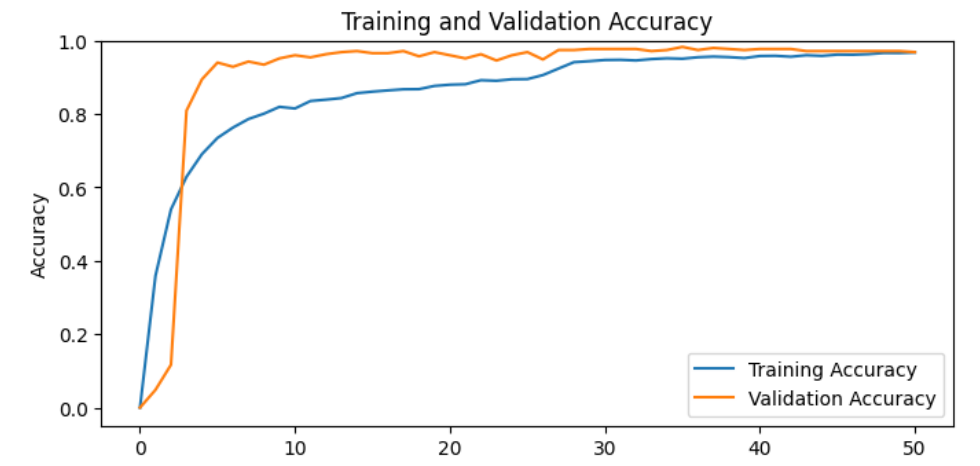 Training and Validation Accuracy
1.0
0.8
0.6
0.4
0.2
0.0
Accuracy
Training Accuracy
Validation Accuracy
0 10 20 30 40 50